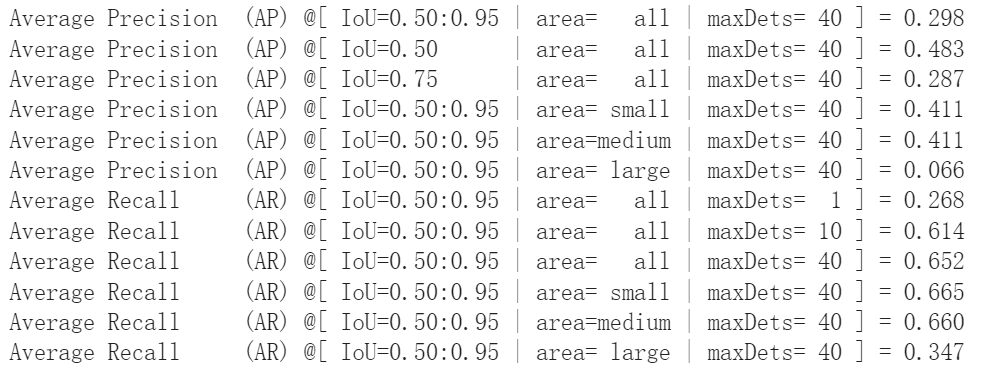 Average Precision  (AP) @[ IoU=0.50:0.95 | area=   all | maxDets= 40 ] = 0.298
Average Precision  (AP) @[ IoU=0.50      | area=   all | maxDets= 40 ] = 0.483
Average Precision  (AP) @[ IoU=0.75      | area=   all | maxDets= 40 ] = 0.287
Average Precision  (AP) @[ IoU=0.50:0.95 | area= small | maxDets= 40 ] = 0.411
Average Precision  (AP) @[ IoU=0.50:0.95 | area=medium | maxDets= 40 ] = 0.411
Average Precision  (AP) @[ IoU=0.50:0.95 | area= large | maxDets= 40 ] = 0.066
Average Recall     (AR) @[ IoU=0.50:0.95 | area=   all | maxDets=  1 ] = 0.268
Average Recall     (AR) @[ IoU=0.50:0.95 | area=   all | maxDets= 10 ] = 0.614
Average Recall     (AR) @[ IoU=0.50:0.95 | area=   all | maxDets= 40 ] = 0.652
Average Recall     (AR) @[ IoU=0.50:0.95 | area= small | maxDets= 40 ] = 0.665
Average Recall     (AR) @[ IoU=0.50:0.95 | area=medium | maxDets= 40 ] = 0.660
Average Recall     (AR) @[ IoU=0.50:0.95 | area= large | maxDets= 40 ] = 0.347